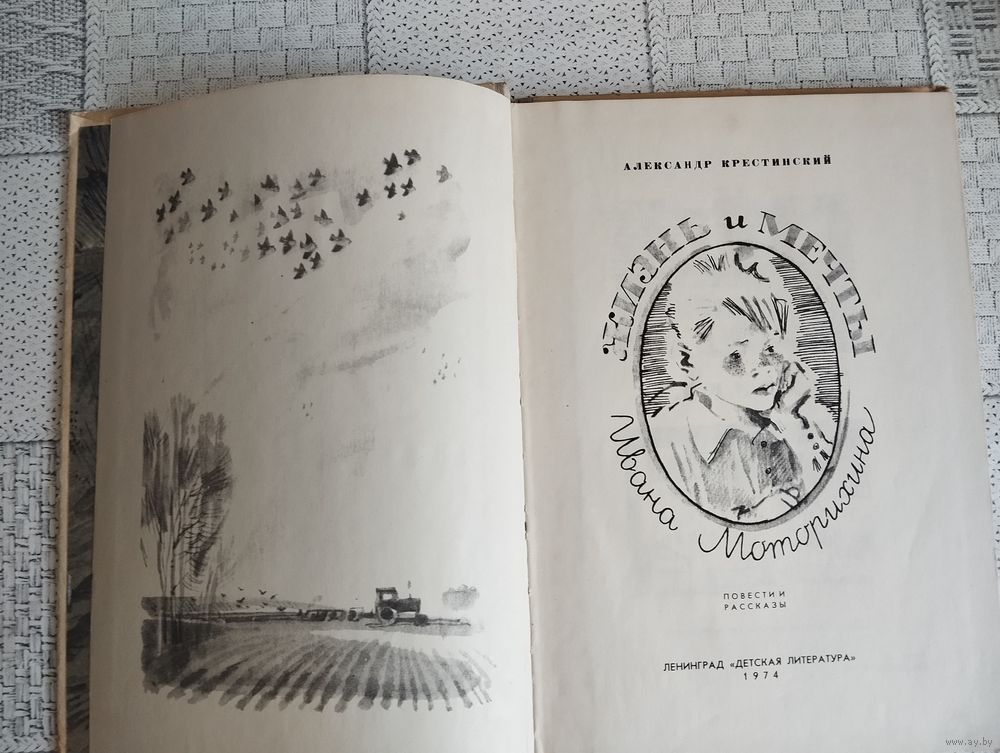 АЛЕКСАНДР КРЕСТИНСКИЙ
ЖИЗНЬ и МЕЧТЫ
Ивана Моторихина
ПОВЕСТИ И
РАССКАЗЫ
ЛЕНИНГРАД «ДЕТСКАЯ ЛИТЕРАТУРА»
1974
www.ay.by